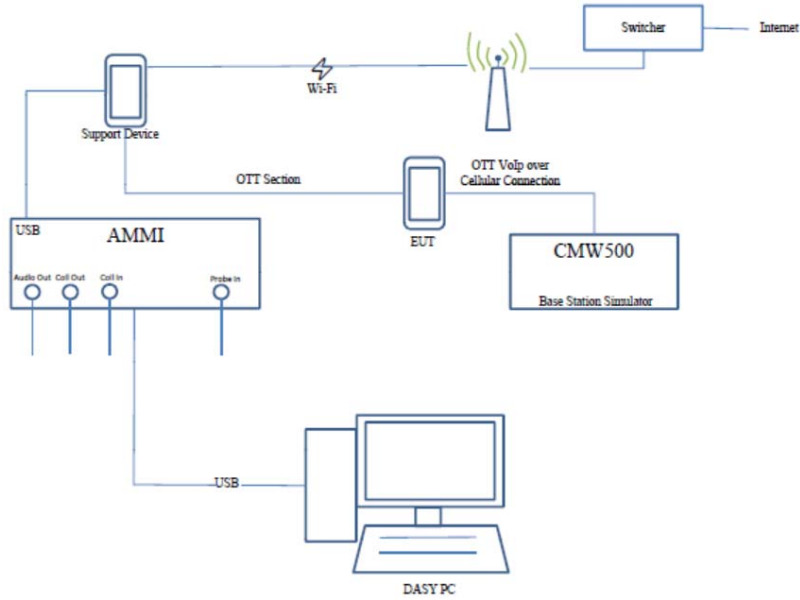 Switcher
Internet
Wi-Fi
Support Device
OTT Section
OTT VoIp over
Cellular Connection
EUT
USB
AMMI
Audio Out
Coil Out
Coil In
Probe In
CMW500
Base Station Simulator
USB
DASY PC